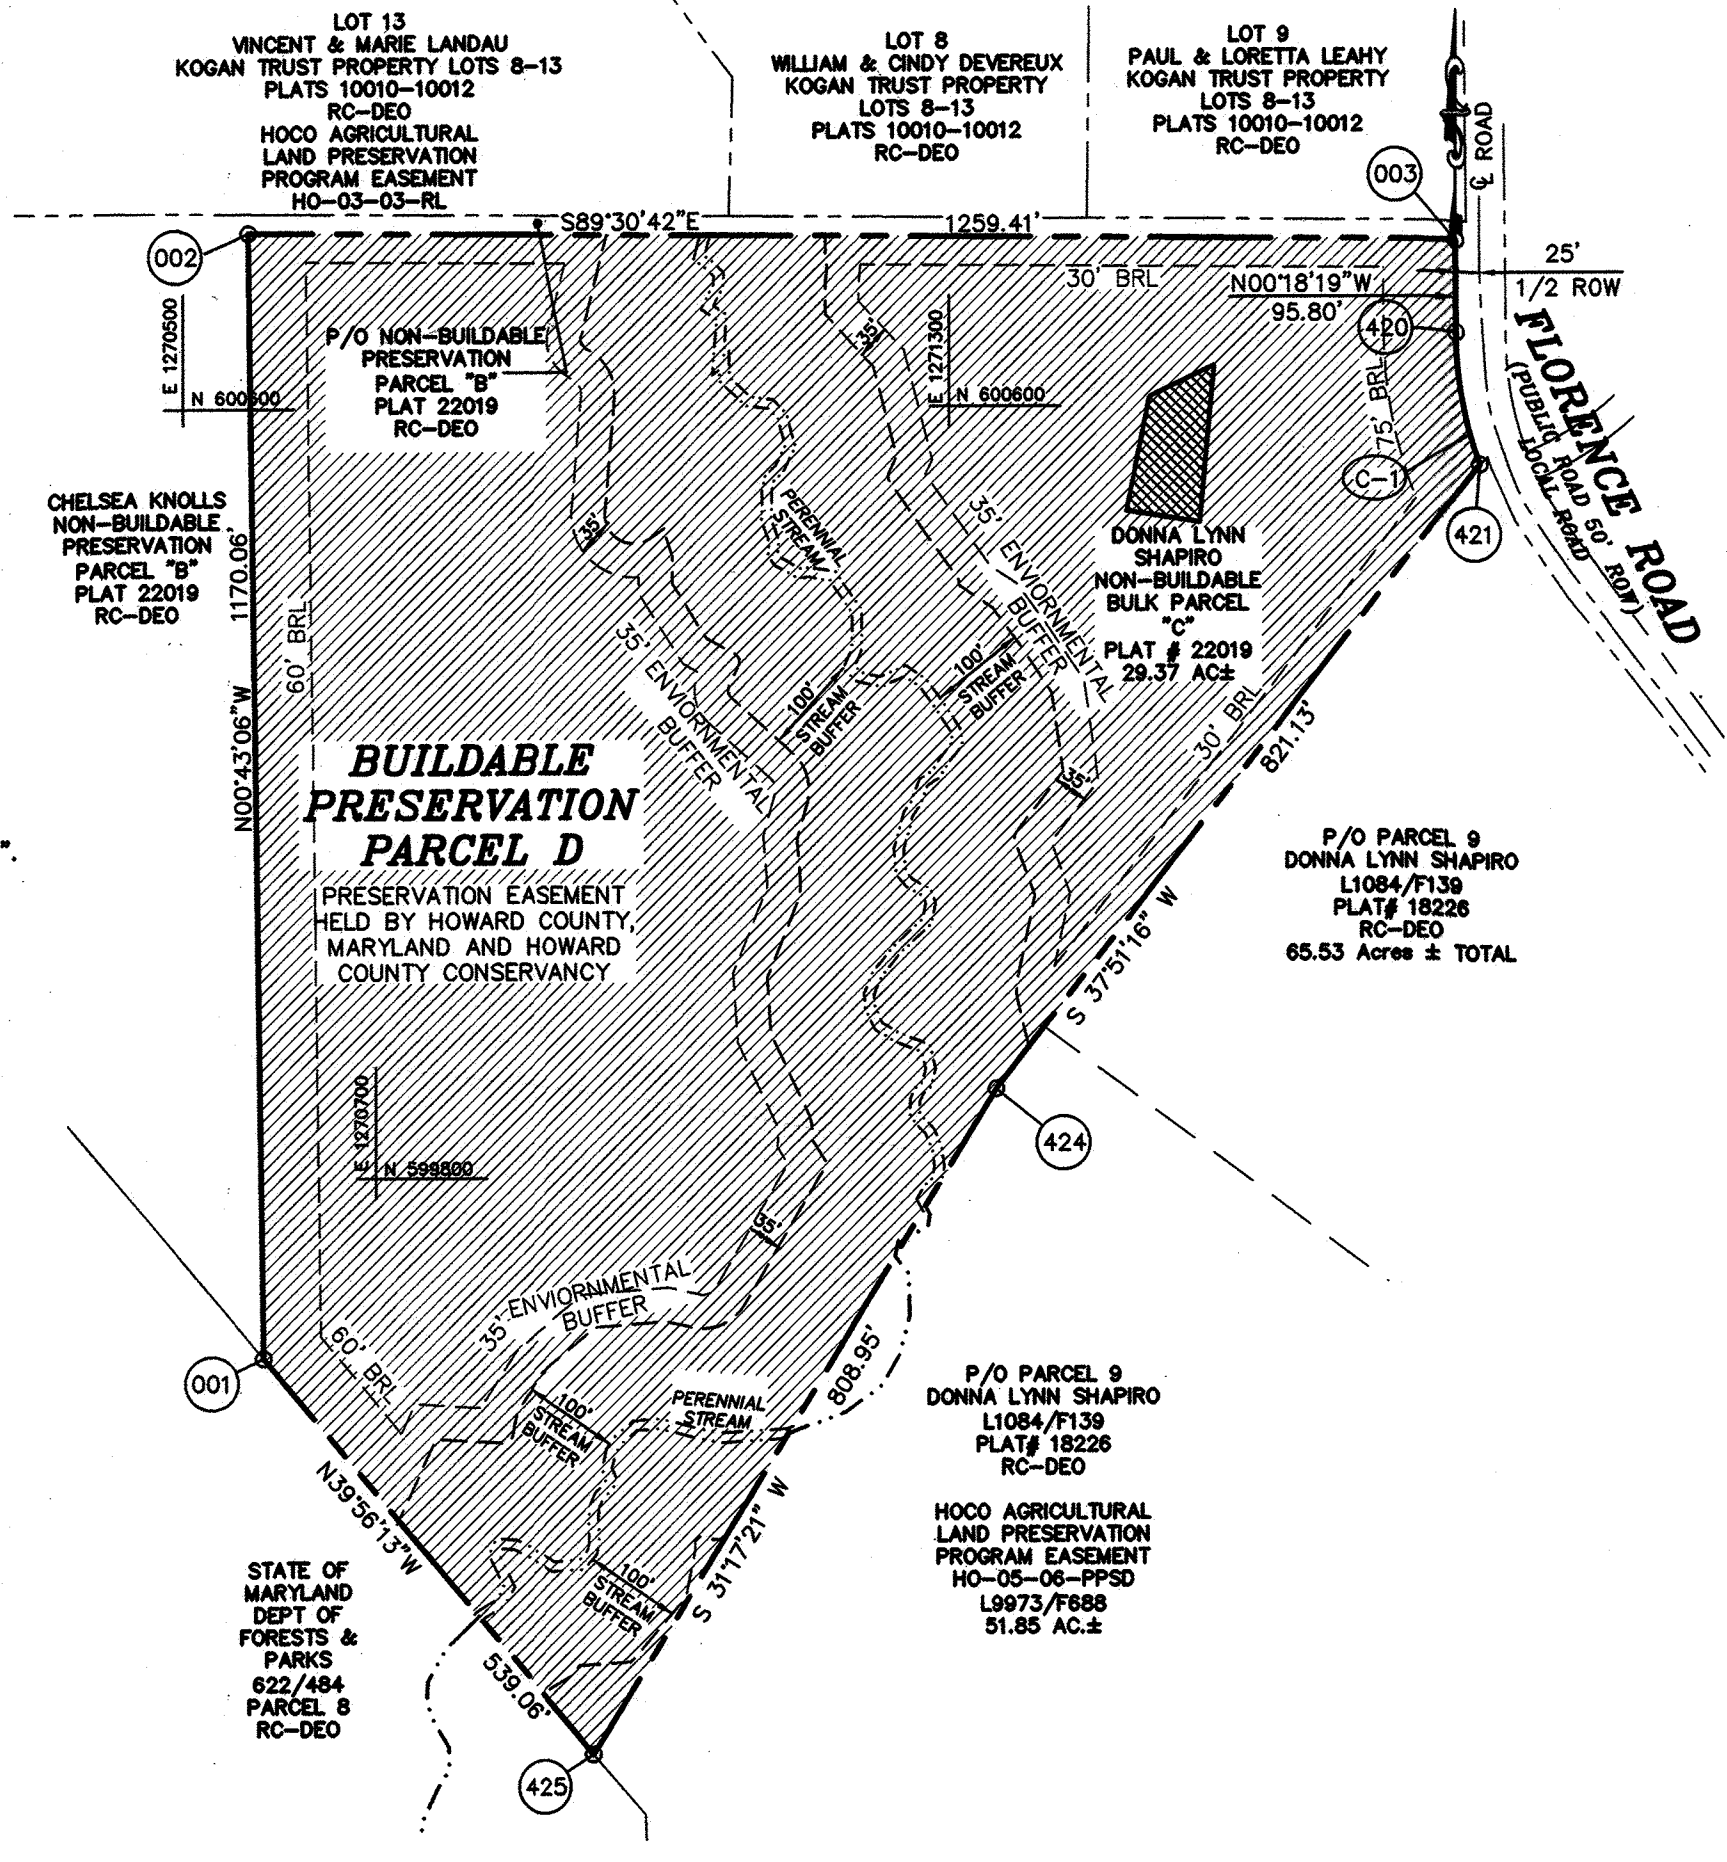 LOT 13
VINCENT & MARIE LANDAU
KOGAN TRUST PROPERTY LOTS 8-13
PLATS 10010-10012
RC-DEO
HOCO AGRICULTURAL
LAND PRESERVATION
PROGRAM EASEMENT
HO-03-03-RL
LOT 8
WILLIAM & CINDY DEVEREUX
KOGAN TRUST PROPERTY
LOTS 8-13
PLATS 10010-10012
RC-DEO
LOT 9
PAUL & LORETTA LEAHY
KOGAN TRUST PROPERTY
LOTS 8-13
PLATS 10010-10012
RC-DEO
℄ ROAD
003
002
S89°30'42"E
1259.41'
30' BRL
N00°18'19"W
95.80'
25'
1/2 ROW
420
FLORENCE ROAD
(PUBLIC ROAD 50' ROW)
LOCAL ROAD
E 1270500
N 600600
P/O NON-BUILDABLE
PRESERVATION
PARCEL "B"
PLAT 22019
RC-DEO
35'
E 1271300
N 600600
75' BRL
C-1
421
CHELSEA KNOLLS
NON-BUILDABLE
PRESERVATION
PARCEL "B"
PLAT 22019
RC-DEO
1170.06'
N00°43'06"W
60' BRL
35'
PERENNIAL
STREAM
35' ENVIORNMENTAL
BUFFER
DONNA LYNN
SHAPIRO
NON-BUILDABLE
BULK PARCEL
"C"
PLAT # 22019
29.37 AC±
35' ENVIORNMENTAL
BUFFER
100'
STREAM
BUFFER
100'
STREAM
BUFFER
30' BRL
821.13'
35'
BUILDABLE
PRESERVATION
PARCEL D
PRESERVATION EASEMENT
HELD BY HOWARD COUNTY,
MARYLAND AND HOWARD
COUNTY CONSERVANCY
P/O PARCEL 9
DONNA LYNN SHAPIRO
L1084/F139
PLAT# 18226
RC-DEO
65.53 Acres ± TOTAL
S 37°51'16" W
424
E 1270700
N 599800
35'
35' ENVIORNMENTAL
BUFFER
60' BRL
001
808.95'
PERENNIAL
STREAM
100'
STREAM
BUFFER
P/O PARCEL 9
DONNA LYNN SHAPIRO
L1084/F139
PLAT# 18226
RC-DEO
HOCO AGRICULTURAL
LAND PRESERVATION
PROGRAM EASEMENT
HO-05-06-PPSD
L9973/F688
51.85 AC.±
N39°56'13"W
S 31°17'21" W
STATE OF
MARYLAND
DEPT OF
FORESTS &
PARKS
622/484
PARCEL 8
RC-DEO
100'
STREAM
BUFFER
539.06'
425